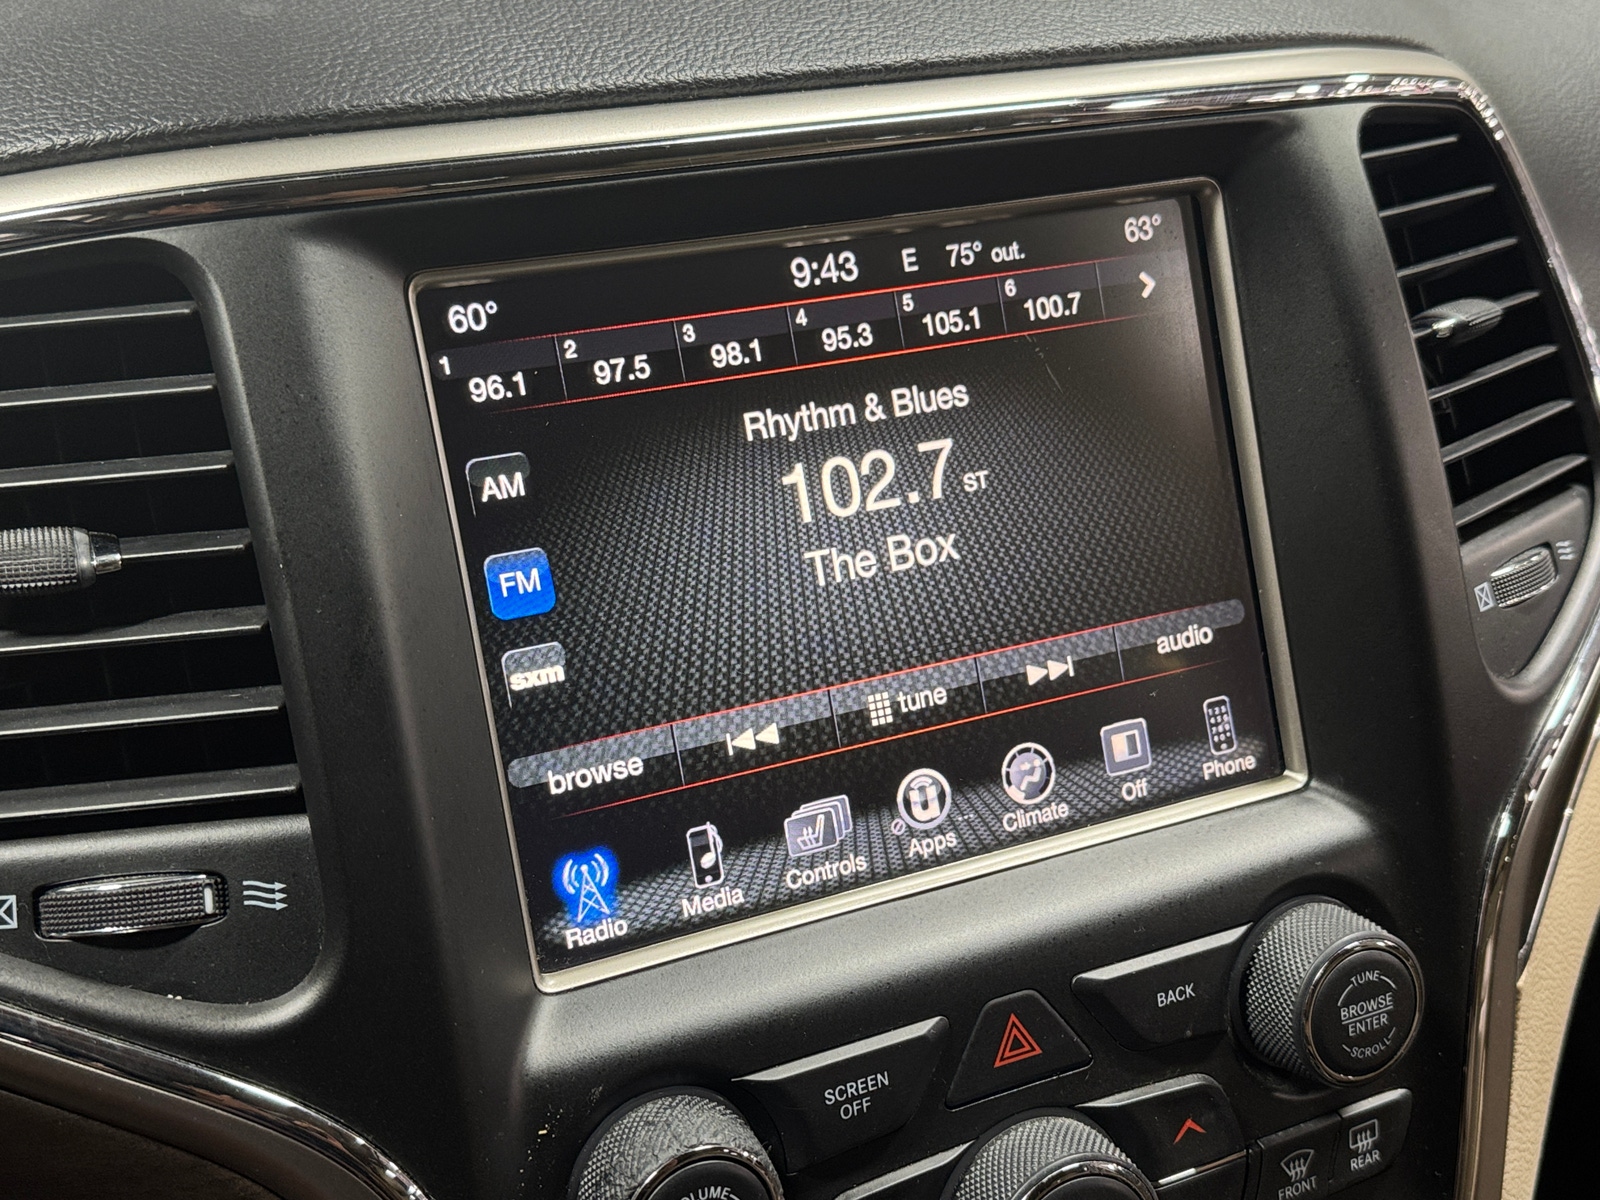 60° 9:43 E 75° out. 63°
1 96.1 2 97.5 3 98.1 4 95.3 5 105.1 6 100.7
Rhythm & Blues
102.7 ST
The Box
AM
FM
sxm
browse tune audio
Radio Media Controls Apps Climate Off Phone
BACK
TUNE
BROWSE
ENTER
SCROLL
SCREEN
OFF
VOLUME
FRONT
REAR